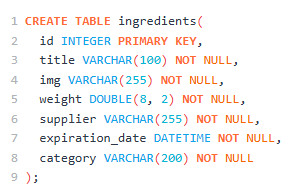 1 CREATE TABLE ingredients(
2 id INTEGER PRIMARY KEY,
3 title VARCHAR(100) NOT NULL,
4 img VARCHAR(255) NOT NULL,
5 weight DOUBLE(8, 2) NOT NULL,
6 supplier VARCHAR(255) NOT NULL,
7 expiration_date DATETIME NOT NULL,
8 category VARCHAR(200) NOT NULL
9 );